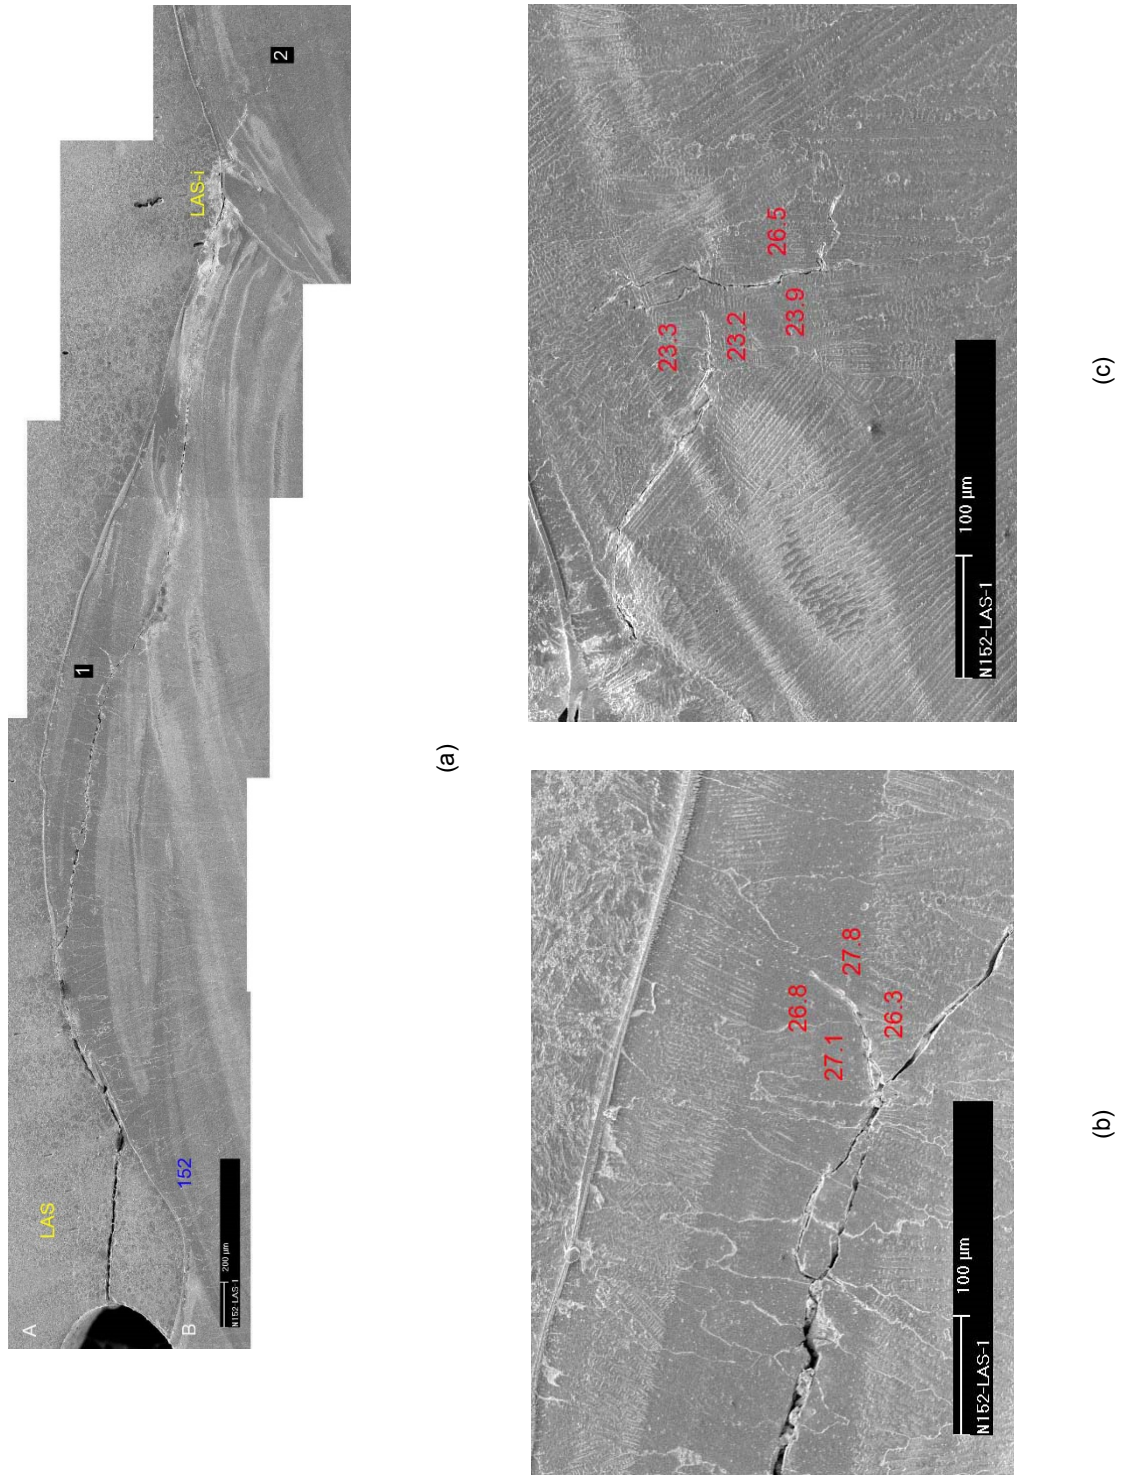 A
LAS
B
152
200 µm
N152-LAS-1
1
LAS-i
2
(a)
27.1
26.8
26.3
27.8
100 µm
N152-LAS-1
(b)
23.3
23.2
23.9
26.5
100 µm
N152-LAS-1
(c)